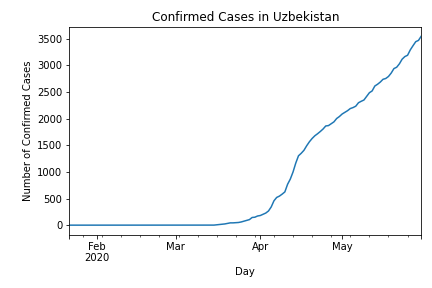 Confirmed Cases in Uzbekistan
Number of Confirmed Cases
3500
3000
2500
2000
1500
1000
500
0
Feb Mar Apr May
2020
Day